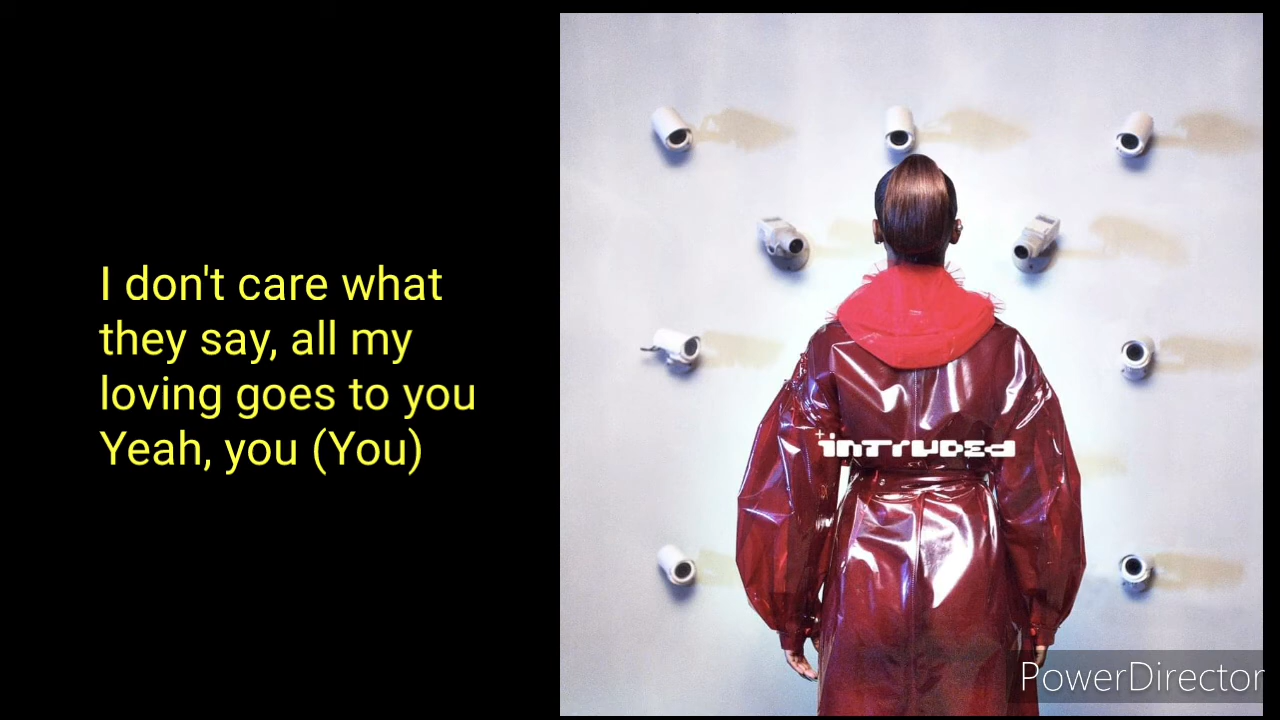 I don't care what
they say, all my
loving goes to you
Yeah, you (You)
intruded
PowerDirector